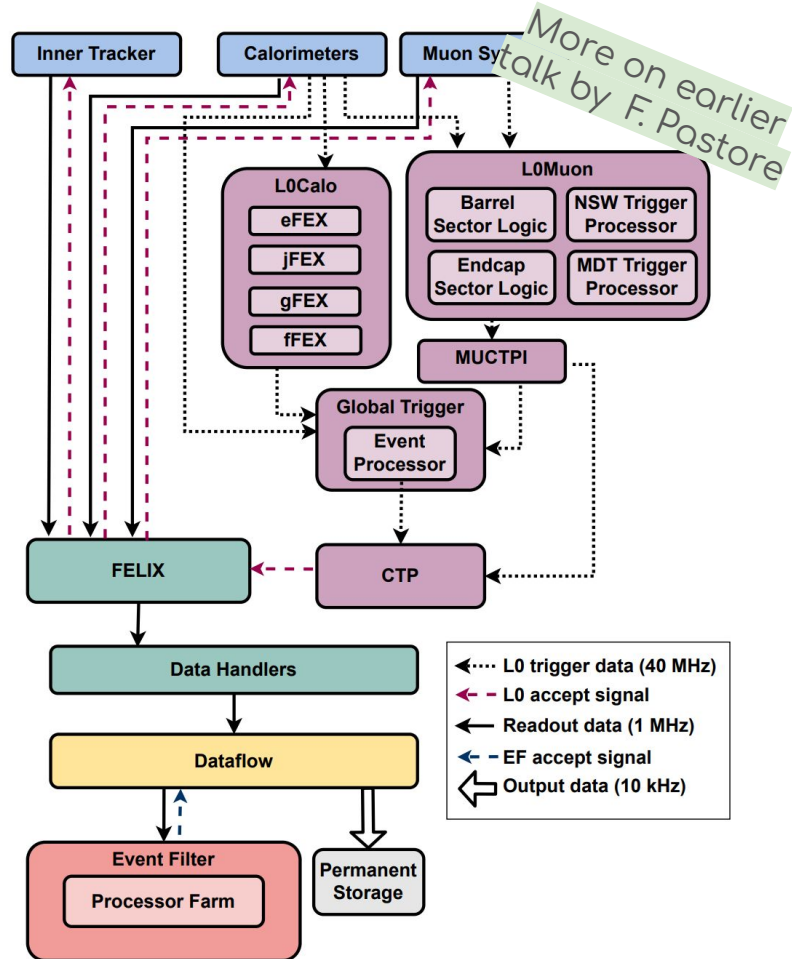 Inner Tracker
Calorimeters
Muon Sy
More on earlier
talk by F. Pastore
L0Calo
eFEX
jFEX
gFEX
fFEX
L0Muon
Barrel
Sector Logic
NSW Trigger
Processor
Endcap
Sector Logic
MDT Trigger
Processor
MUCTPI
Global Trigger
Event
Processor
FELIX
CTP
Data Handlers
Dataflow
Event Filter
Processor Farm
Permanent
Storage
L0 trigger data (40 MHz)
L0 accept signal
Readout data (1 MHz)
EF accept signal
Output data (10 kHz)